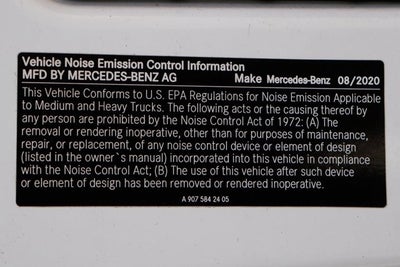 Vehicle Noise Emission Control Information
MFD BY MERCEDES-BENZ AG Make Mercedes-Benz 08/2020
This Vehicle Conforms to U.S. EPA Regulations for Noise Emission Applicable
to Medium and Heavy Trucks. The following acts or the causing thereof by
any person are prohibited by the Noise Control Act of 1972: (A) The
removal or rendering inoperative, other than for purposes of maintenance,
repair, or replacement, of any noise control device or element of design
(listed in the owner`s manual) incorporated into this vehicle in compliance
with the Noise Control Act; (B) The use of this vehicle after such device
or element of design has been removed or rendered inoperative.
A 907 584 24 05